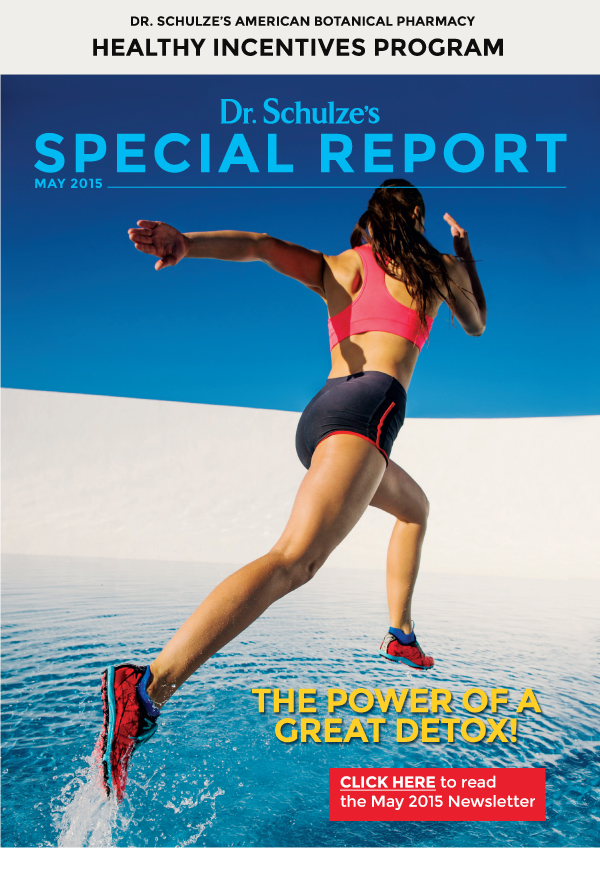 DR. SCHULZE'S AMERICAN BOTANICAL PHARMACY
HEALTHY INCENTIVES PROGRAM
Dr. Schulze's
SPECIAL REPORT
MAY 2015
THE POWER OF A
GREAT DETOX!
CLICK HERE to read
the May 2015 Newsletter